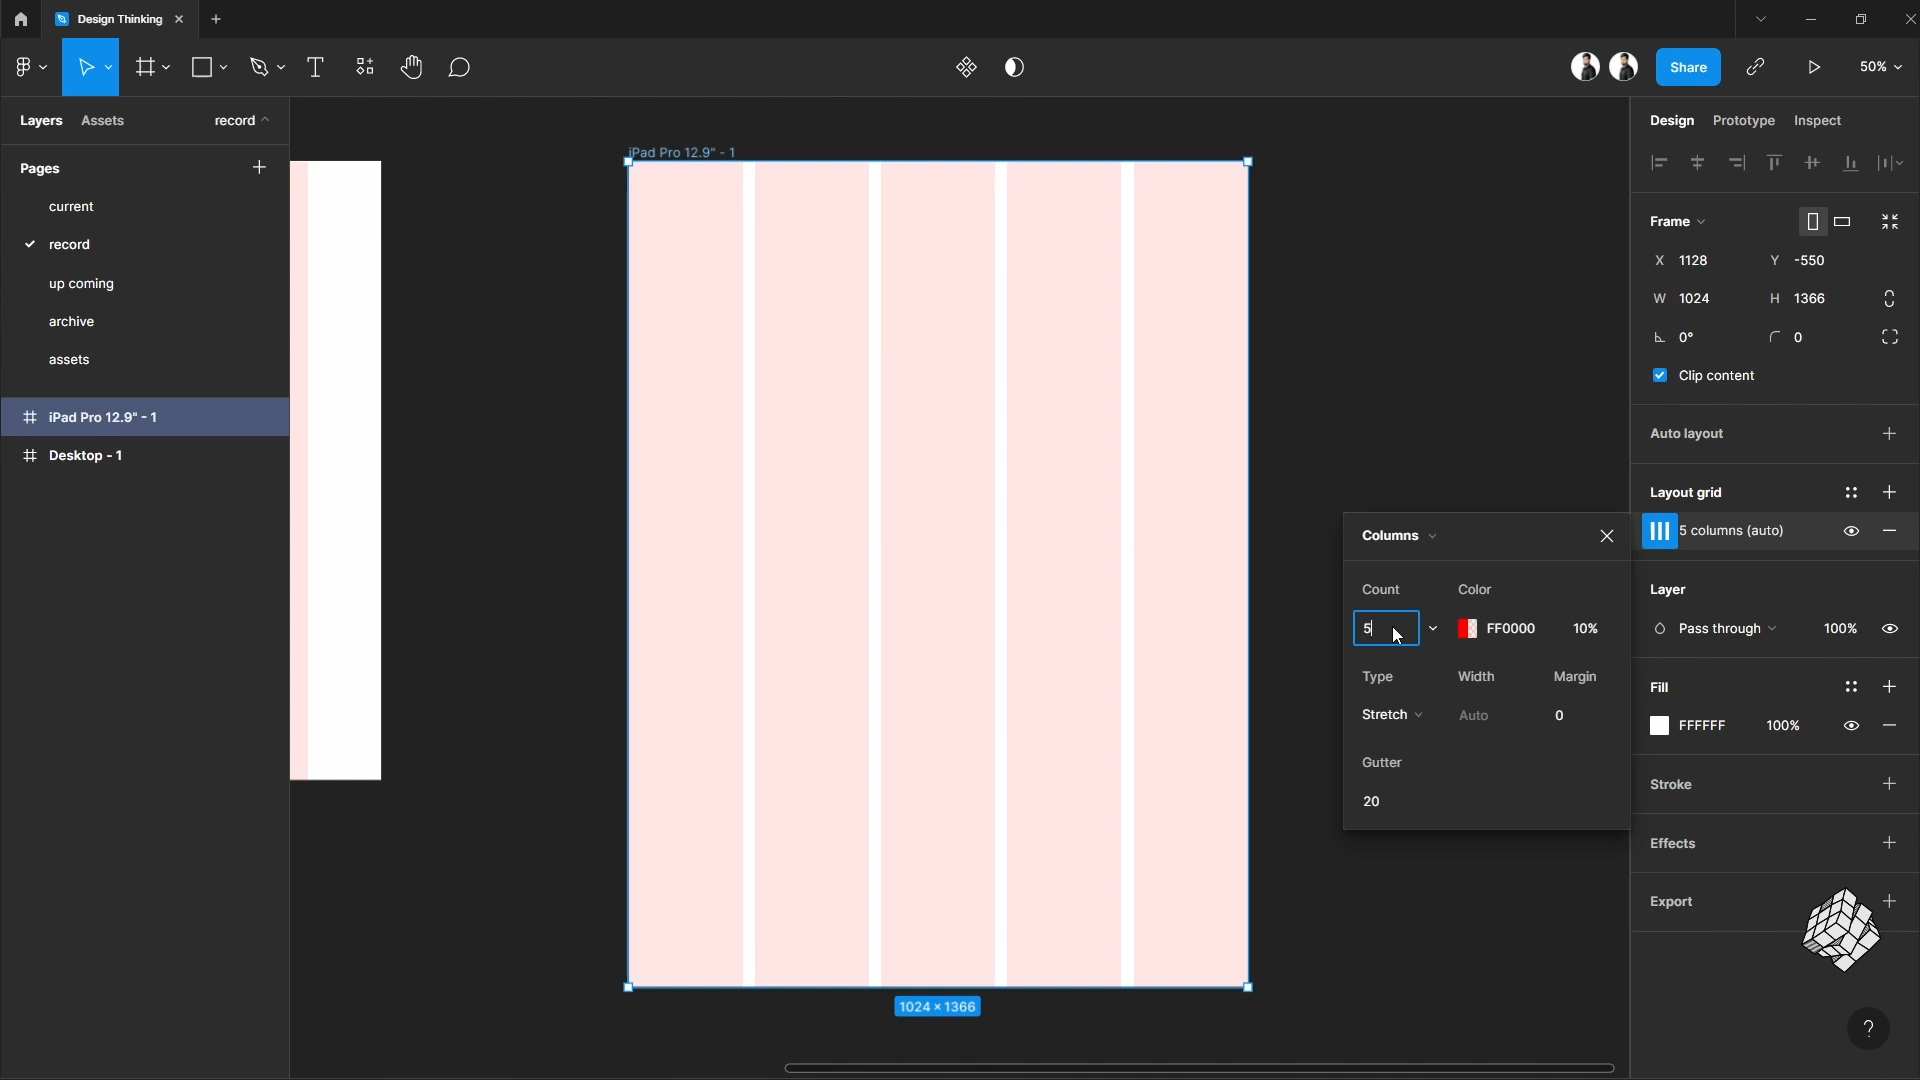 Design Thinking
Share
50%
Layers Assets record
Pages
current
record
up coming
archive
assets
iPad Pro 12.9" - 1
Desktop - 1
iPad Pro 12.9" - 1
1024 × 1366
Columns
Count Color
5 FF0000 10%
Type Width Margin
Stretch Auto 0
Gutter
20
Design Prototype Inspect
Frame
X 1128 Y -550
W 1024 H 1366
0° 0
Clip content
Auto layout
Layout grid
5 columns (auto)
Layer
Pass through 100%
Fill
FFFFFF 100%
Stroke
Effects
Export
?